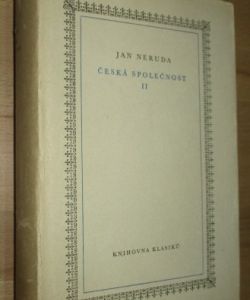 JAN NERUDA
ČESKÁ SPOLEČNOST
II
KNIHOVNA KLASIKŮ